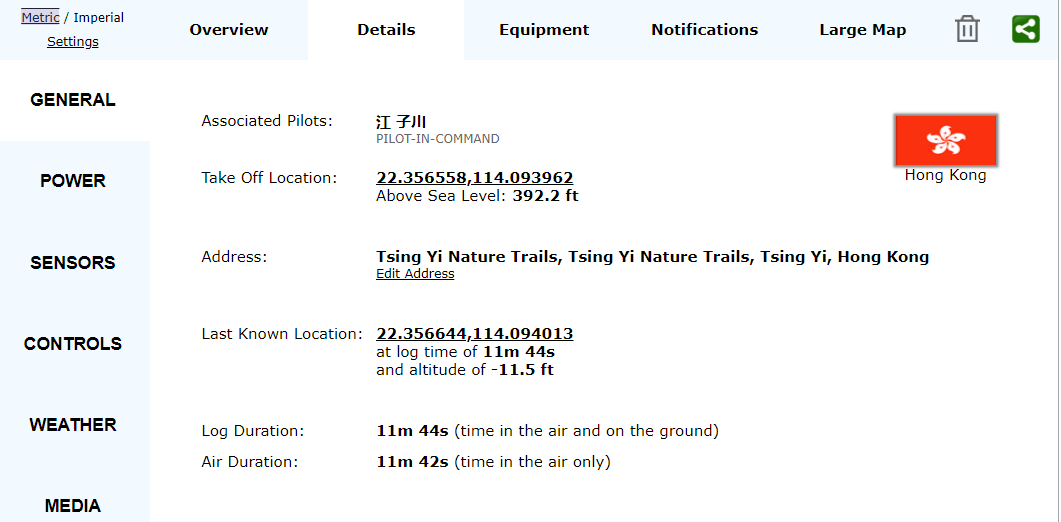 Metric / Imperial
Settings
Overview
Details
Equipment
Notifications
Large Map
GENERAL
POWER
SENSORS
CONTROLS
WEATHER
MEDIA
Associated Pilots:
江 子川
PILOT-IN-COMMAND
Hong Kong
Take Off Location:
22.356558,114.093962
Above Sea Level: 392.2 ft
Address:
Tsing Yi Nature Trails, Tsing Yi Nature Trails, Tsing Yi, Hong Kong
Edit Address
Last Known Location:
22.356644,114.094013
at log time of 11m 44s
and altitude of -11.5 ft
Log Duration:
11m 44s (time in the air and on the ground)
Air Duration:
11m 42s (time in the air only)